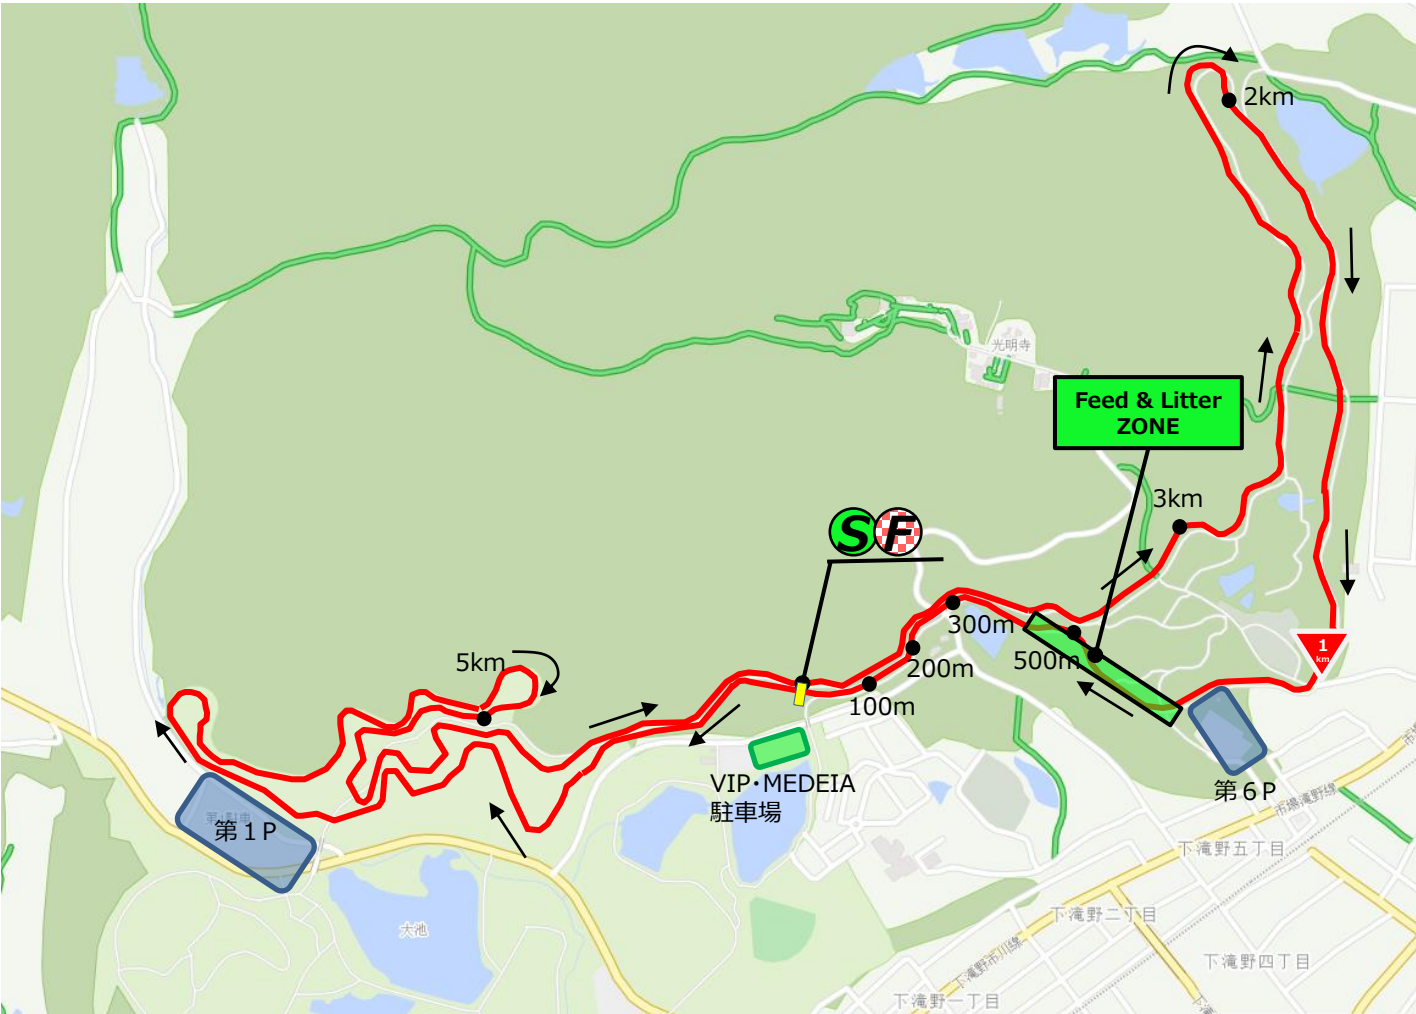 2km
光明寺
Feed & Litter
ZONE
3km
S F
300m
200m
500m
1
km
5km
100m
VIP・MEDEIA
駐車場
第６P
第１P
市場滝野線
下滝野五丁目
大池
下滝野二丁目
下滝野市川線
下滝野四丁目
下滝野一丁目